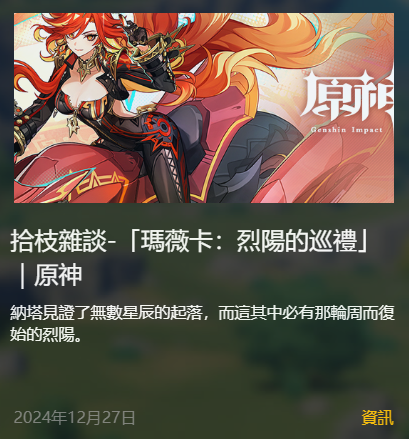 原神
Genshin Impact
拾枝雜談-「瑪薇卡：烈陽的巡禮」
｜原神
納塔見證了無數星辰的起落，而這其中必有那輪周而復
始的烈陽。
2024年12月27日
資訊